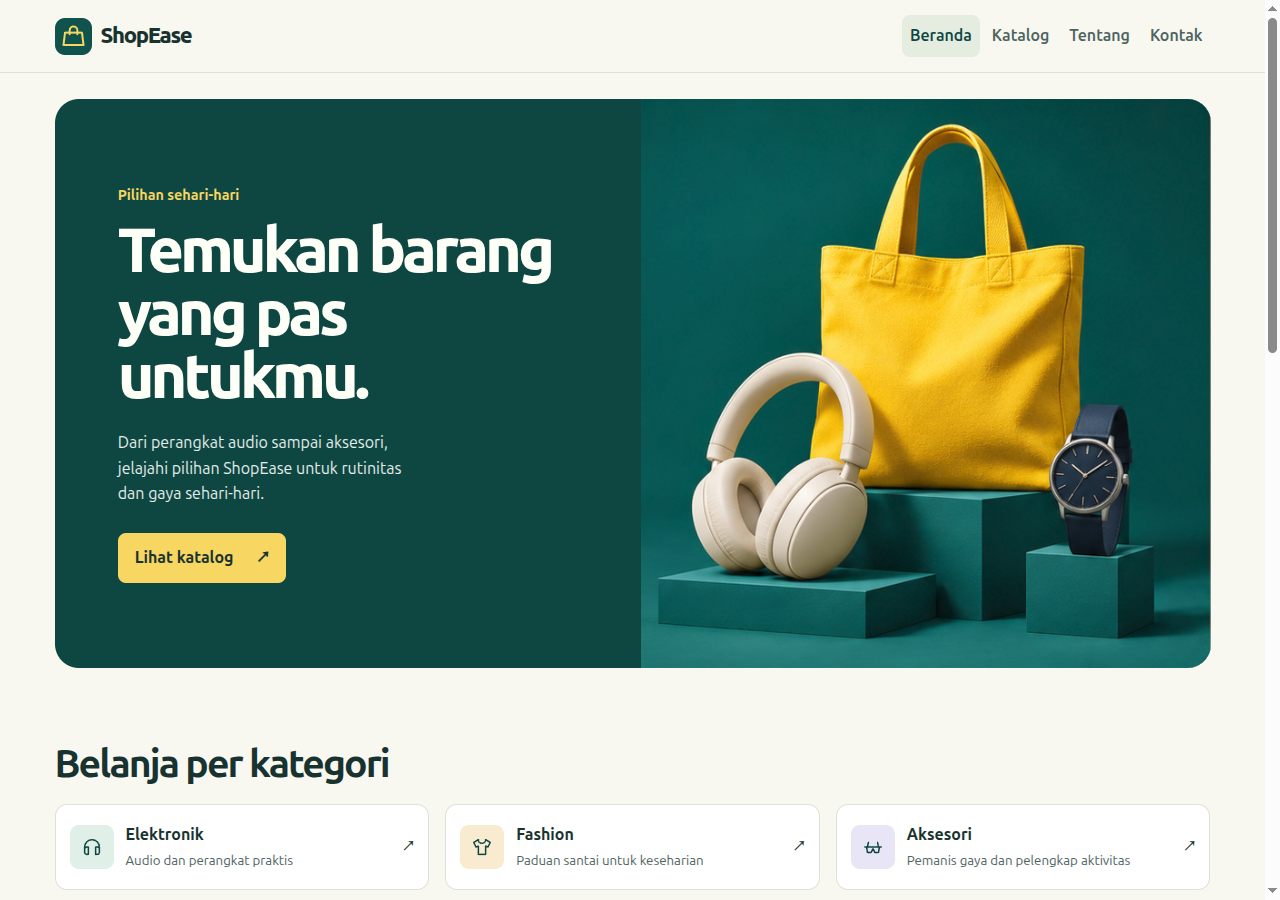 ShopEase
Beranda
Katalog
Tentang
Kontak
Pilihan sehari-hari
Temukan barang
yang pas
untukmu.
Dari perangkat audio sampai aksesori,
jelajahi pilihan ShopEase untuk rutinitas
dan gaya sehari-hari.
Lihat katalog
Belanja per kategori
Elektronik
Audio dan perangkat praktis
Fashion
Paduan santai untuk keseharian
Aksesori
Pemanis gaya dan pelengkap aktivitas